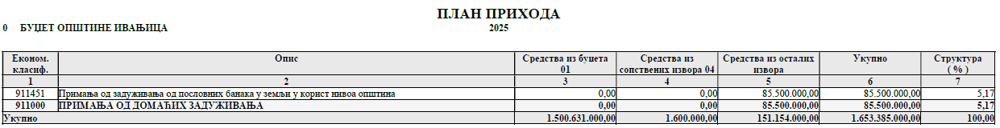 ПЛАН ПРИХОДА
0 БУЏЕТ ОПШТИНЕ ИВАЊИЦА 2025
Економ. класиф. Опис Средства из буџета 01 Средства из сопствених извора 04 Средства из осталих извора Укупно Структура ( % )
1 2 3 4 5 6 7
911451 Примања од задуживања од пословних банака у земљи у корист нивоа општина 0,00 0,00 85.500.000,00 85.500.000,00 5,17
911000 ПРИМАЊА ОД ДОМАЋИХ ЗАДУЖИВАЊА 0,00 0,00 85.500.000,00 85.500.000,00 5,17
Укупно 1.500.631.000,00 1.600.000,00 151.154.000,00 1.653.385.000,00 100,00